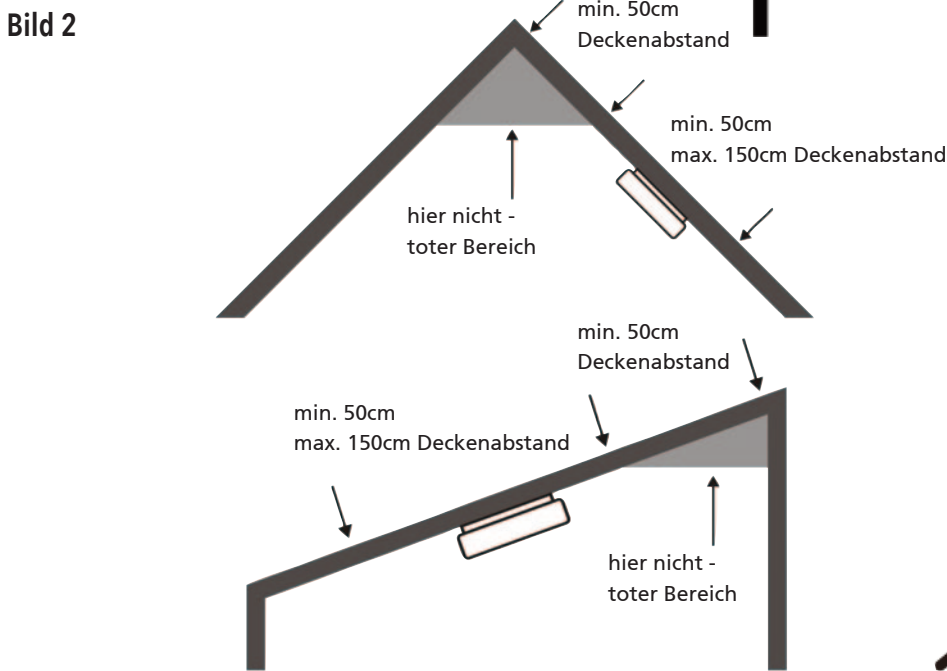 Bild 2
min. 50cm
Deckenabstand
min. 50cm
max. 150cm Deckenabstand
hier nicht -
toter Bereich
min. 50cm
Deckenabstand
min. 50cm
max. 150cm Deckenabstand
hier nicht -
toter Bereich